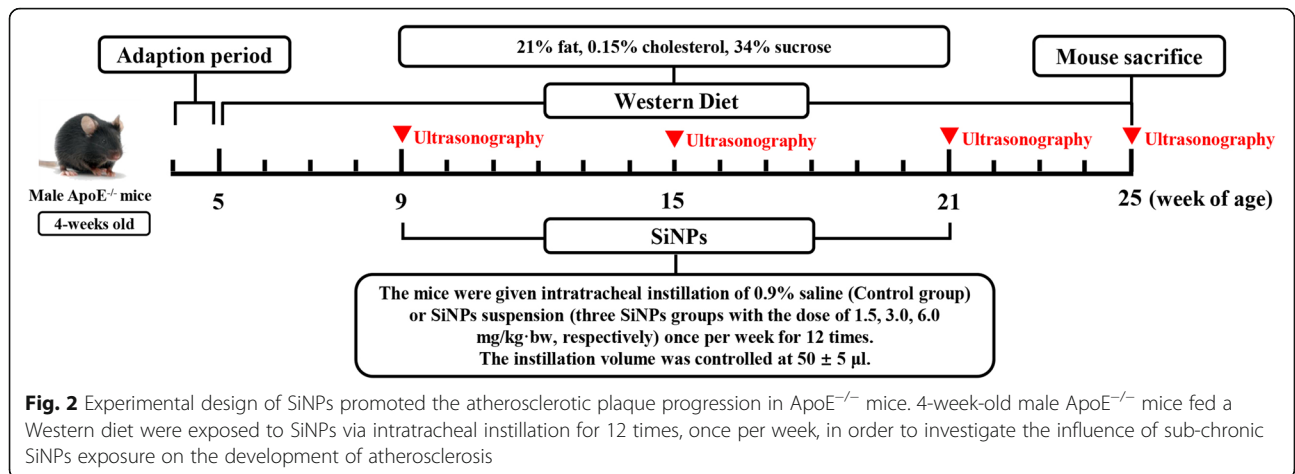 Adaption period
21% fat, 0.15% cholesterol, 34% sucrose
Mouse sacrifice
Western Diet
Ultrasonography
Ultrasonography
Ultrasonography
Ultrasonography
Male ApoE-/- mice
4-weeks old
5
9
15
21
25 (week of age)
SiNPs
The mice were given intratracheal instillation of 0.9% saline (Control group)
or SiNPs suspension (three SiNPs groups with the dose of 1.5, 3.0, 6.0
mg/kg·bw, respectively) once per week for 12 times.
The instillation volume was controlled at 50 ± 5 μl.
Fig. 2 Experimental design of SiNPs promoted the atherosclerotic plaque progression in ApoE−/− mice. 4-week-old male ApoE−/− mice fed a
Western diet were exposed to SiNPs via intratracheal instillation for 12 times, once per week, in order to investigate the influence of sub-chronic
SiNPs exposure on the development of atherosclerosis